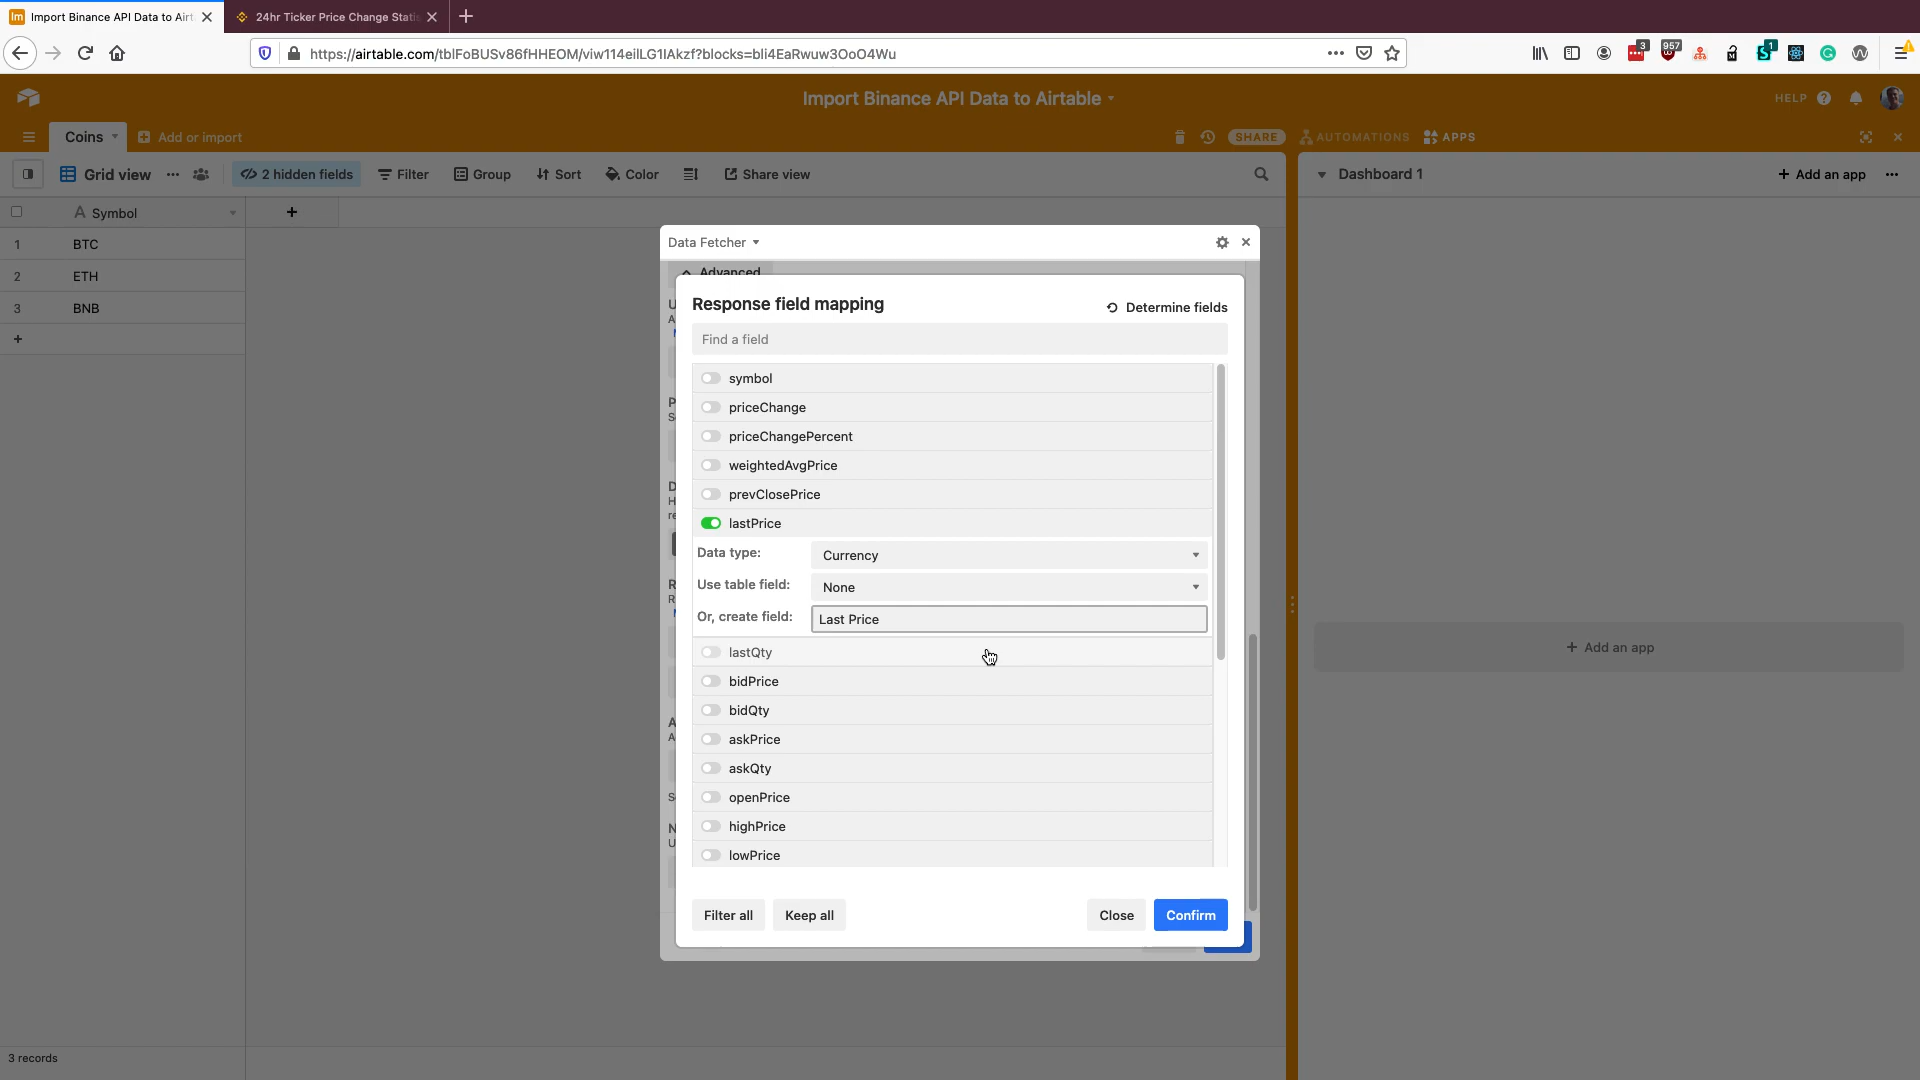 Import Binance API Data to Airt
24hr Ticker Price Change Stati
https://airtable.com/tblFoBUSv86fHHEOM/viw114eilLG1IAkzf?blocks=bli4EaRwuw3OoO4Wu
3
957
1
Import Binance API Data to Airtable
HELP
Coins
Add or import
SHARE
AUTOMATIONS
APPS
Grid view
2 hidden fields
Filter
Group
Sort
Color
Share view
Dashboard 1
+ Add an app
A Symbol
+
1 BTC
2 ETH
3 BNB
+
Data Fetcher
Advanced
Response field mapping
Determine fields
Find a field
symbol
priceChange
priceChangePercent
weightedAvgPrice
prevClosePrice
lastPrice
Data type:
Currency
Use table field:
None
Or, create field:
Last Price
lastQty
bidPrice
bidQty
askPrice
askQty
openPrice
highPrice
lowPrice
Filter all
Keep all
Close
Confirm
+ Add an app
3 records